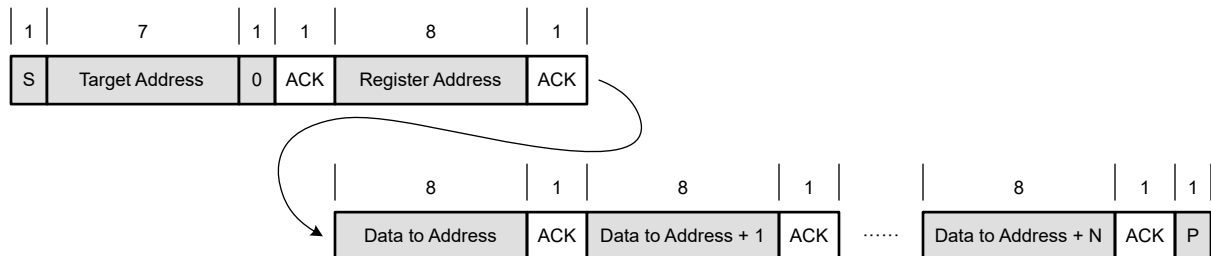 1 7 1 1 8 1
S Target Address 0 ACK Register Address ACK
8 1 8 1 8 1 1
Data to Address ACK Data to Address + 1 ACK ...... Data to Address + N ACK P